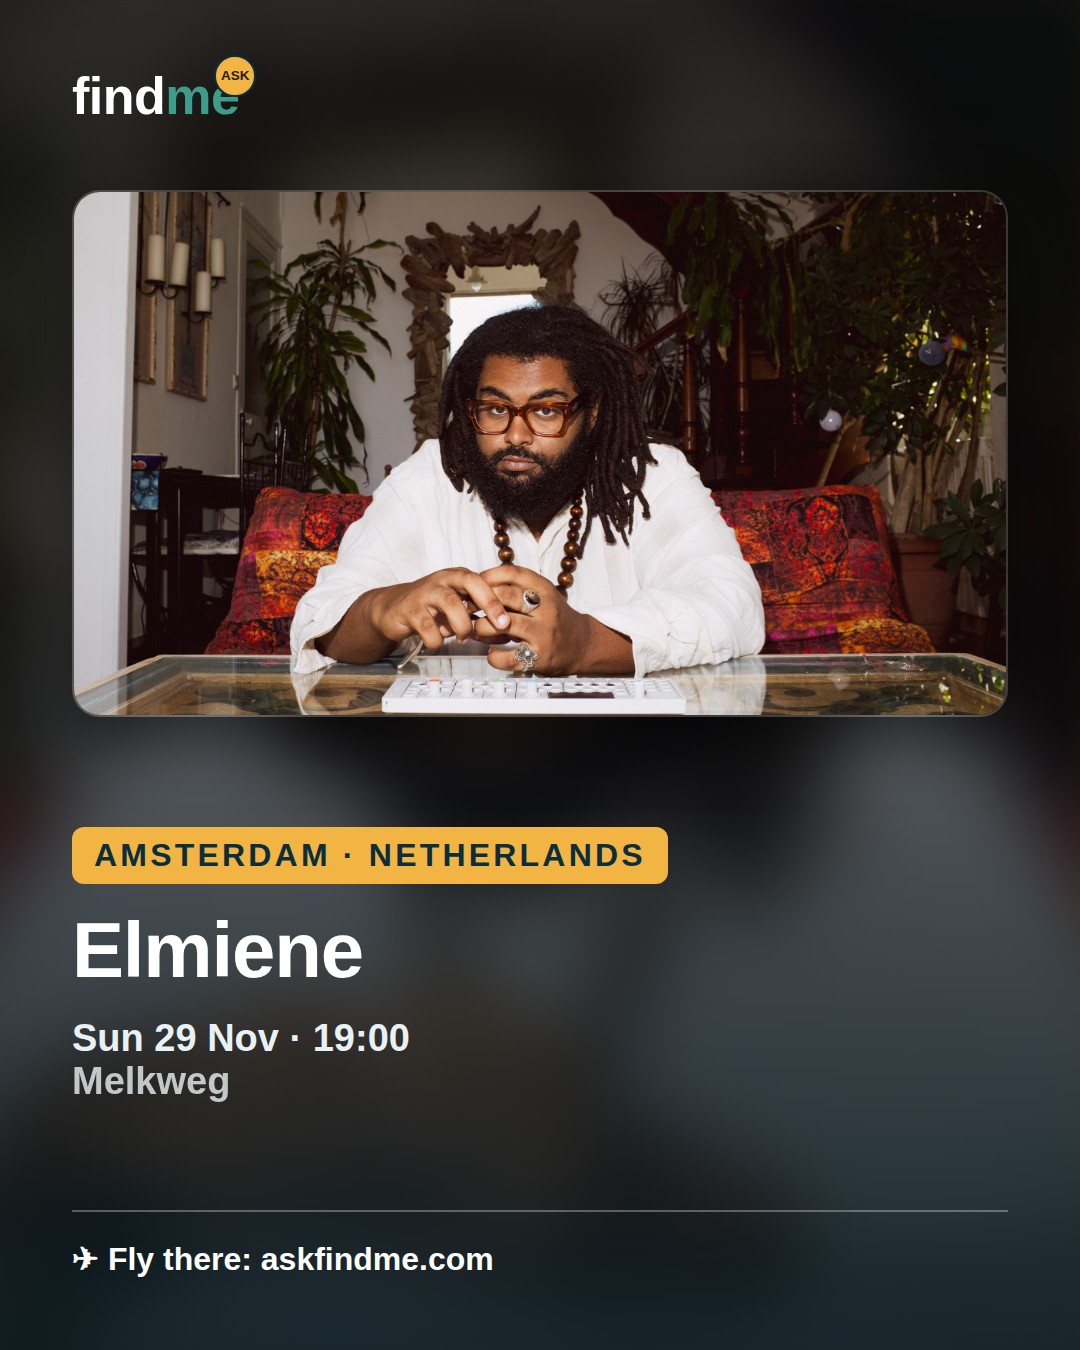 findme
ASK
AMSTERDAM · NETHERLANDS
Elmiene
Sun 29 Nov · 19:00
Melkweg
✈ Fly there: askfindme.com